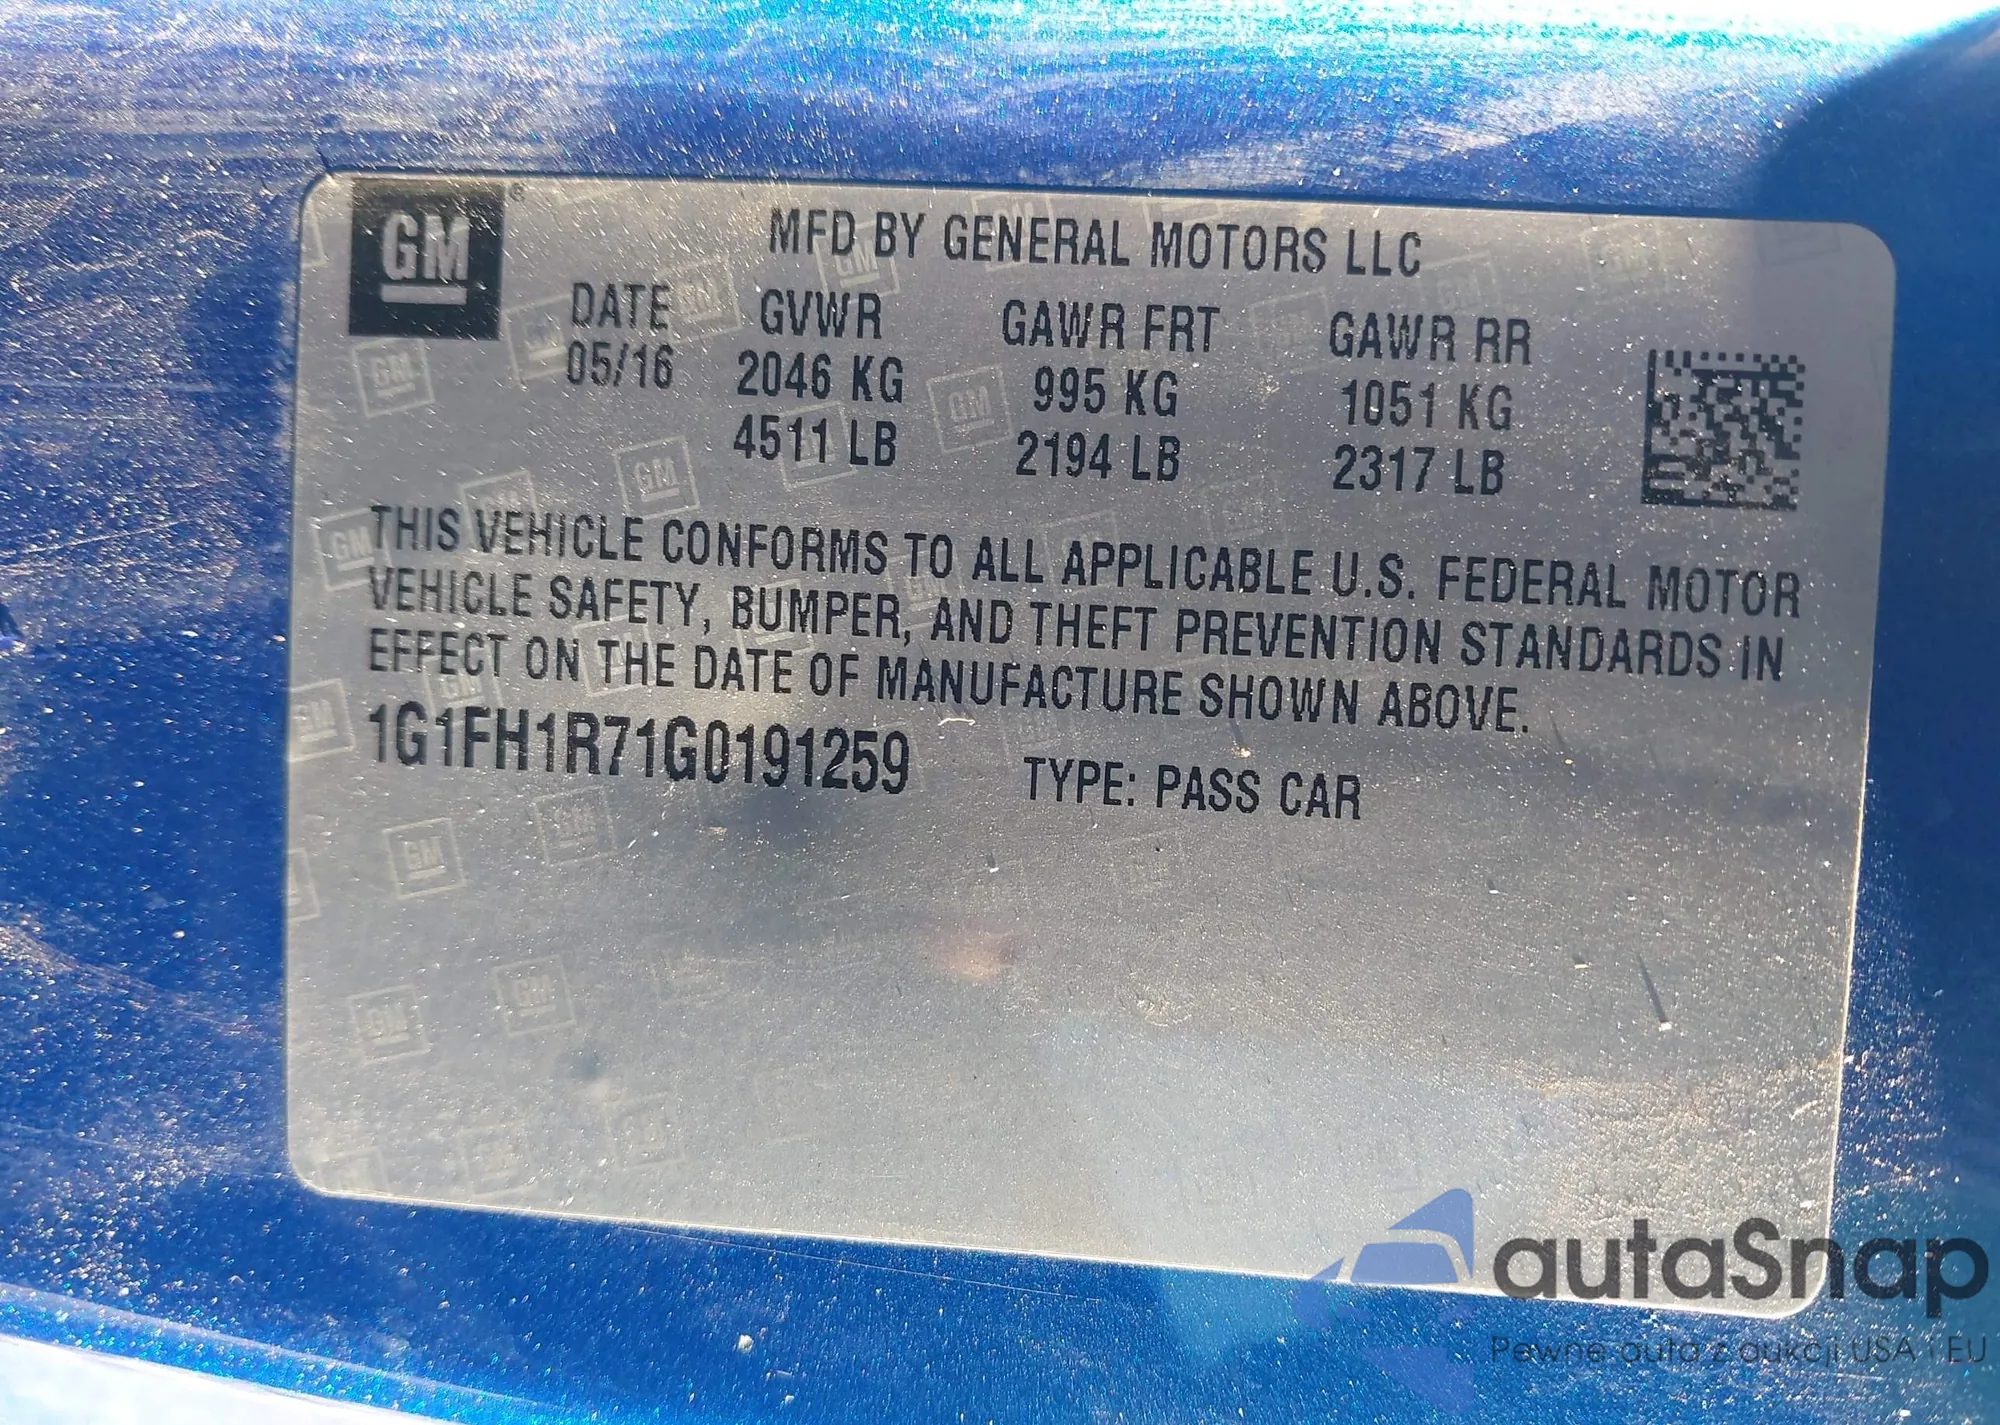 GM
MFD BY GENERAL MOTORS LLC
DATE GVWR GAWR FRT GAWR RR
05/16 2046 KG 995 KG 1051 KG
4511 LB 2194 LB 2317 LB
THIS VEHICLE CONFORMS TO ALL APPLICABLE U.S. FEDERAL MOTOR
VEHICLE SAFETY, BUMPER, AND THEFT PREVENTION STANDARDS IN
EFFECT ON THE DATE OF MANUFACTURE SHOWN ABOVE.
1G1FH1R71G0191259 TYPE: PASS CAR
autaSnap
Pewne auta z aukcji USA i EU